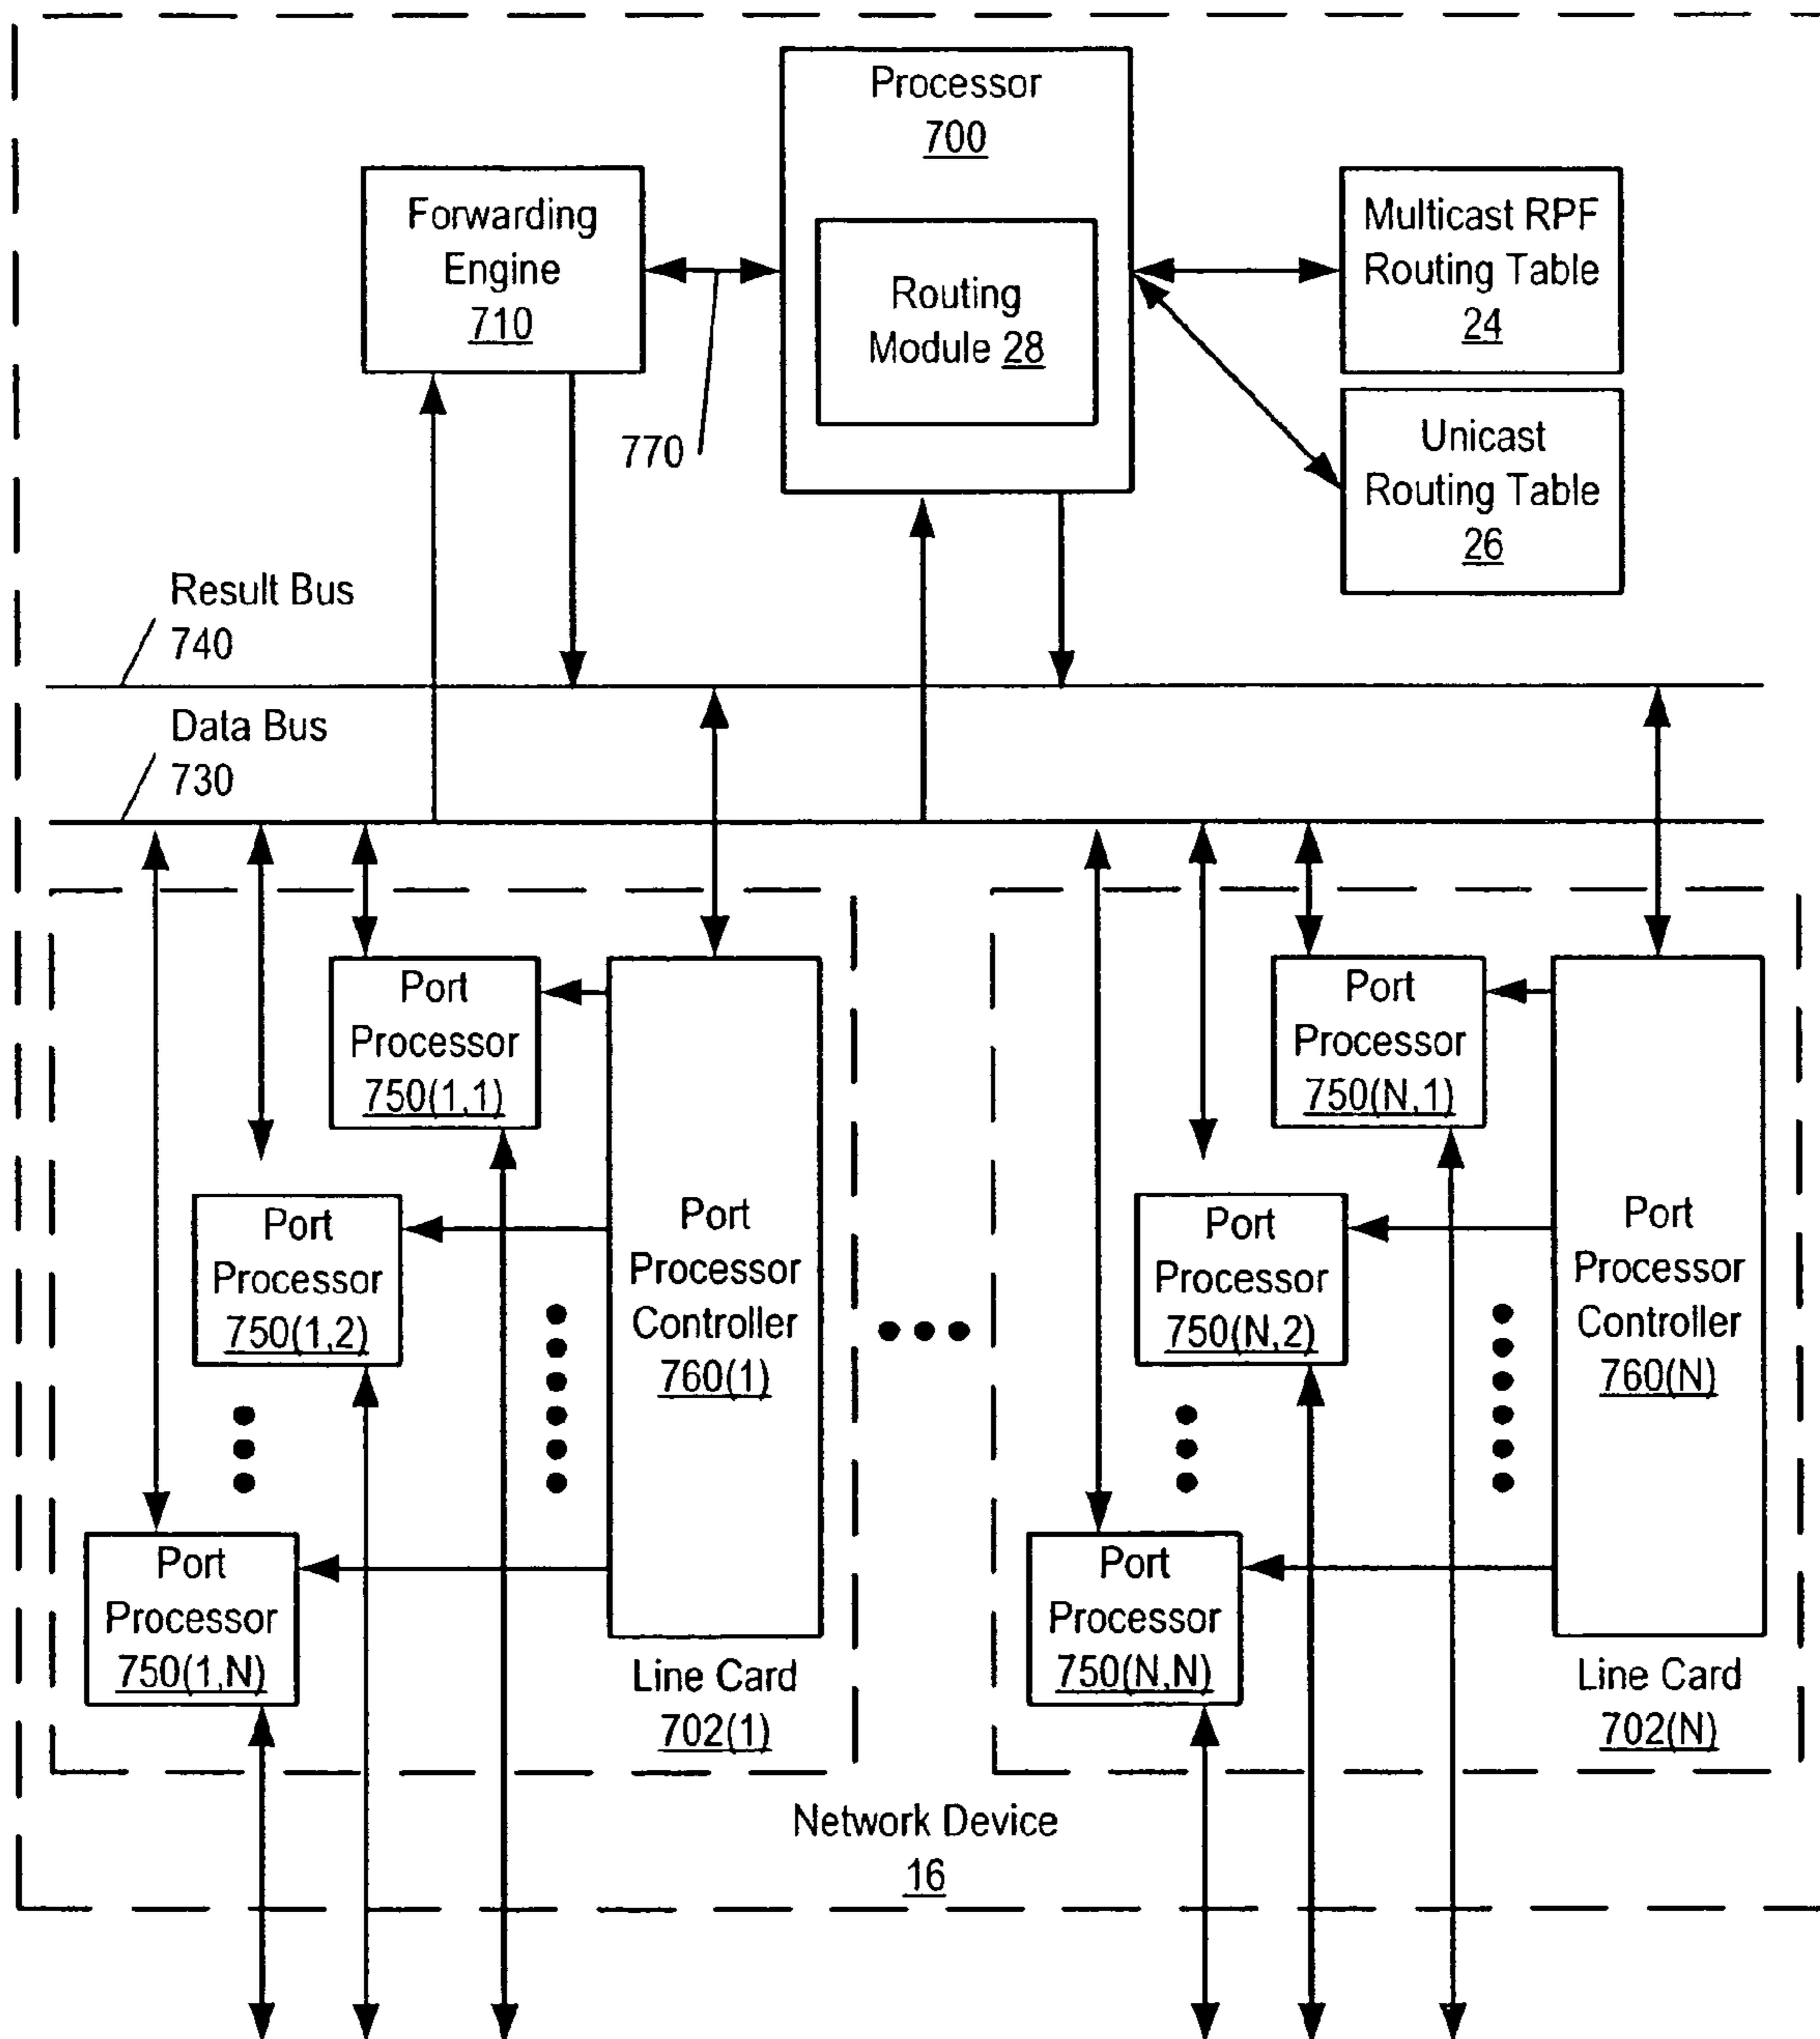 Processor
700
Forwarding
Engine
710
Routing
Module 28
Multicast RPF
Routing Table
24
770
Unicast
Routing Table
26
Result Bus
740
Data Bus
730
Port
Processor
750(1,1)
Port
Processor
750(1,2)
Port
Processor
750(1,N)
Port
Processor
Controller
760(1)
Line Card
702(1)
Port
Processor
750(N,1)
Port
Processor
750(N,2)
Port
Processor
750(N,N)
Port
Processor
Controller
760(N)
Line Card
702(N)
Network Device
16